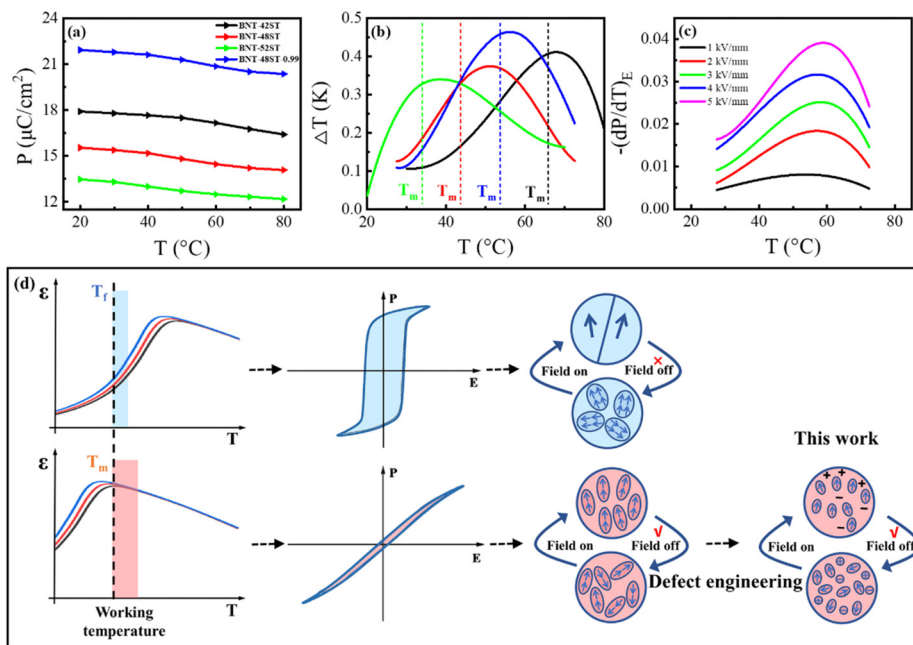 (a)
BNT-42ST
BNT-48ST
BNT-52ST
BNT-48ST-0.99
P (μC/cm²)
24
21
18
15
12
20 40 60 80
T (°C)
(b)
ΔT (K)
0.5
0.4
0.3
0.2
0.1
0.0
Tm Tm Tm Tm
20 40 60 80
T (°C)
(c)
1 kV/mm
2 kV/mm
3 kV/mm
4 kV/mm
5 kV/mm
-(dP/dT)E
0.04
0.03
0.02
0.01
0.00
20 40 60 80
T (°C)
(d)
ε
Tf
T
P
E
Field on
Field off
×
This work
ε
Tm
T
Working
temperature
P
E
Field on
Field off
√
Defect engineering
+ + +
− − −
Field on
Field off
√